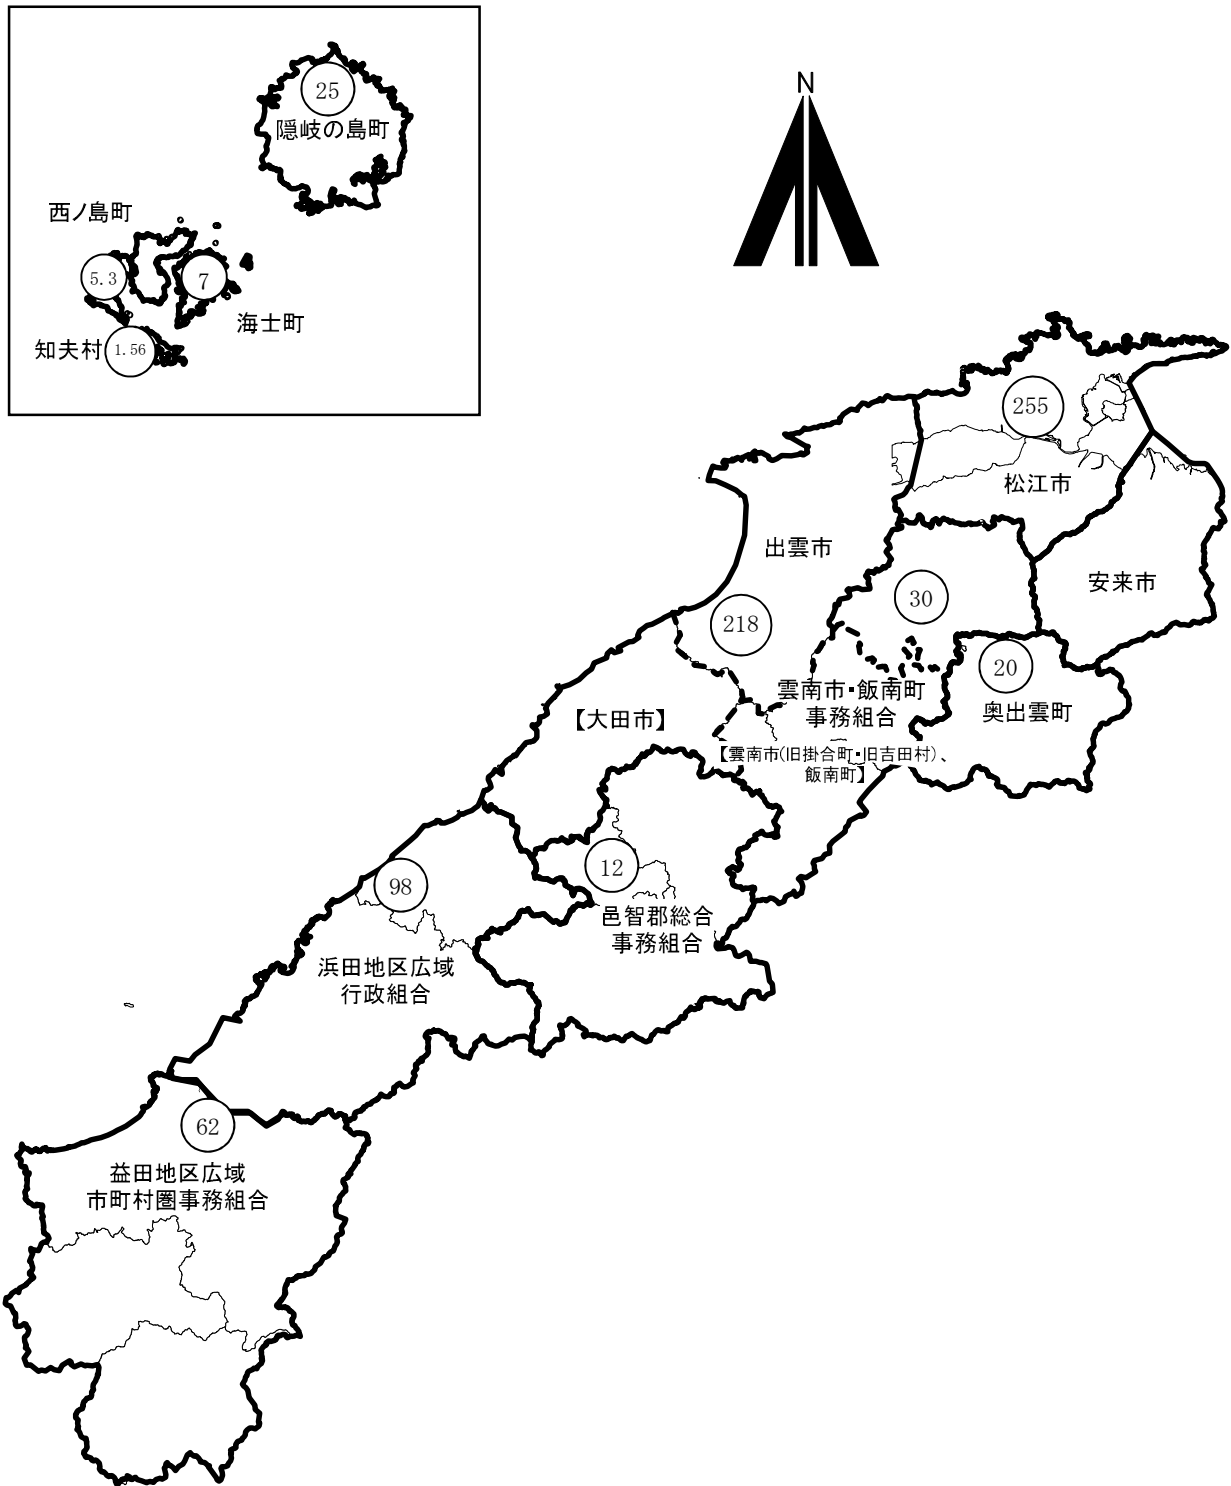 N
25
隠岐の島町
西ノ島町
5.3
7
海士町
知夫村
1.56
255
松江市
出雲市
安来市
30
218
20
雲南市・飯南町
事務組合
奥出雲町
【大田市】
【雲南市(旧掛合町・旧吉田村)、
飯南町】
12
98
邑智郡総合
事務組合
浜田地区広域
行政組合
62
益田地区広域
市町村圏事務組合